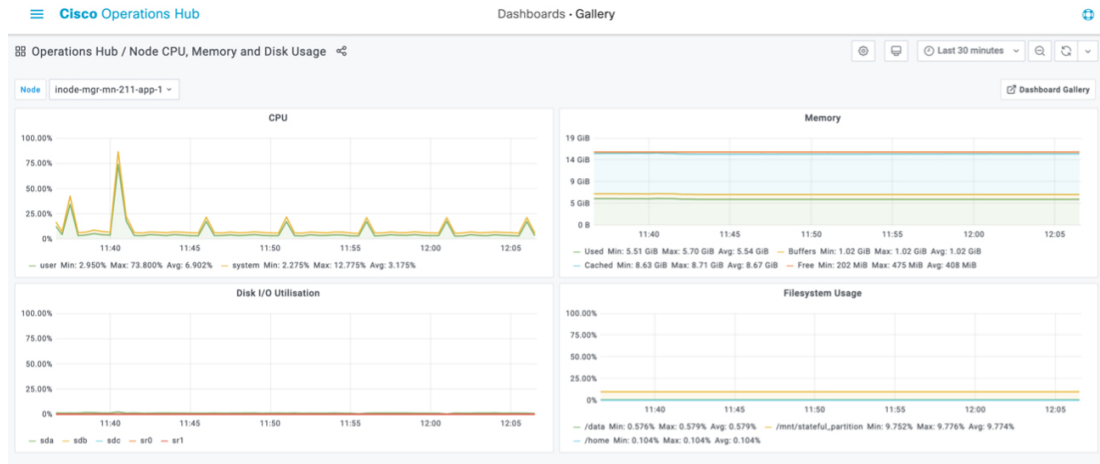 Cisco Operations Hub
Dashboards · Gallery
Operations Hub / Node CPU, Memory and Disk Usage
Last 30 minutes
Node inode-mgr-mn-211-app-1
Dashboard Gallery
CPU
100.00%
75.00%
50.00%
25.00%
0%
11:40 11:45 11:50 11:55 12:00 12:05
user Min: 2.950% Max: 73.800% Avg: 6.902% system Min: 2.275% Max: 12.775% Avg: 3.175%
Memory
19 GiB
14 GiB
9 GiB
5 GiB
0 B
11:40 11:45 11:50 11:55 12:00 12:05
Used Min: 5.51 GiB Max: 5.70 GiB Avg: 5.54 GiB Buffers Min: 1.02 GiB Max: 1.02 GiB Avg: 1.02 GiB
Cached Min: 8.63 GiB Max: 8.71 GiB Avg: 8.67 GiB Free Min: 202 MiB Max: 475 MiB Avg: 408 MiB
Disk I/O Utilisation
100.00%
75.00%
50.00%
25.00%
0%
11:40 11:45 11:50 11:55 12:00 12:05
sda sdb sdc sr0 sr1
Filesystem Usage
100.00%
75.00%
50.00%
25.00%
0%
11:40 11:45 11:50 11:55 12:00 12:05
/data Min: 0.576% Max: 0.579% Avg: 0.579% /mnt/stateful_partition Min: 9.752% Max: 9.776% Avg: 9.774%
/home Min: 0.104% Max: 0.104% Avg: 0.104%